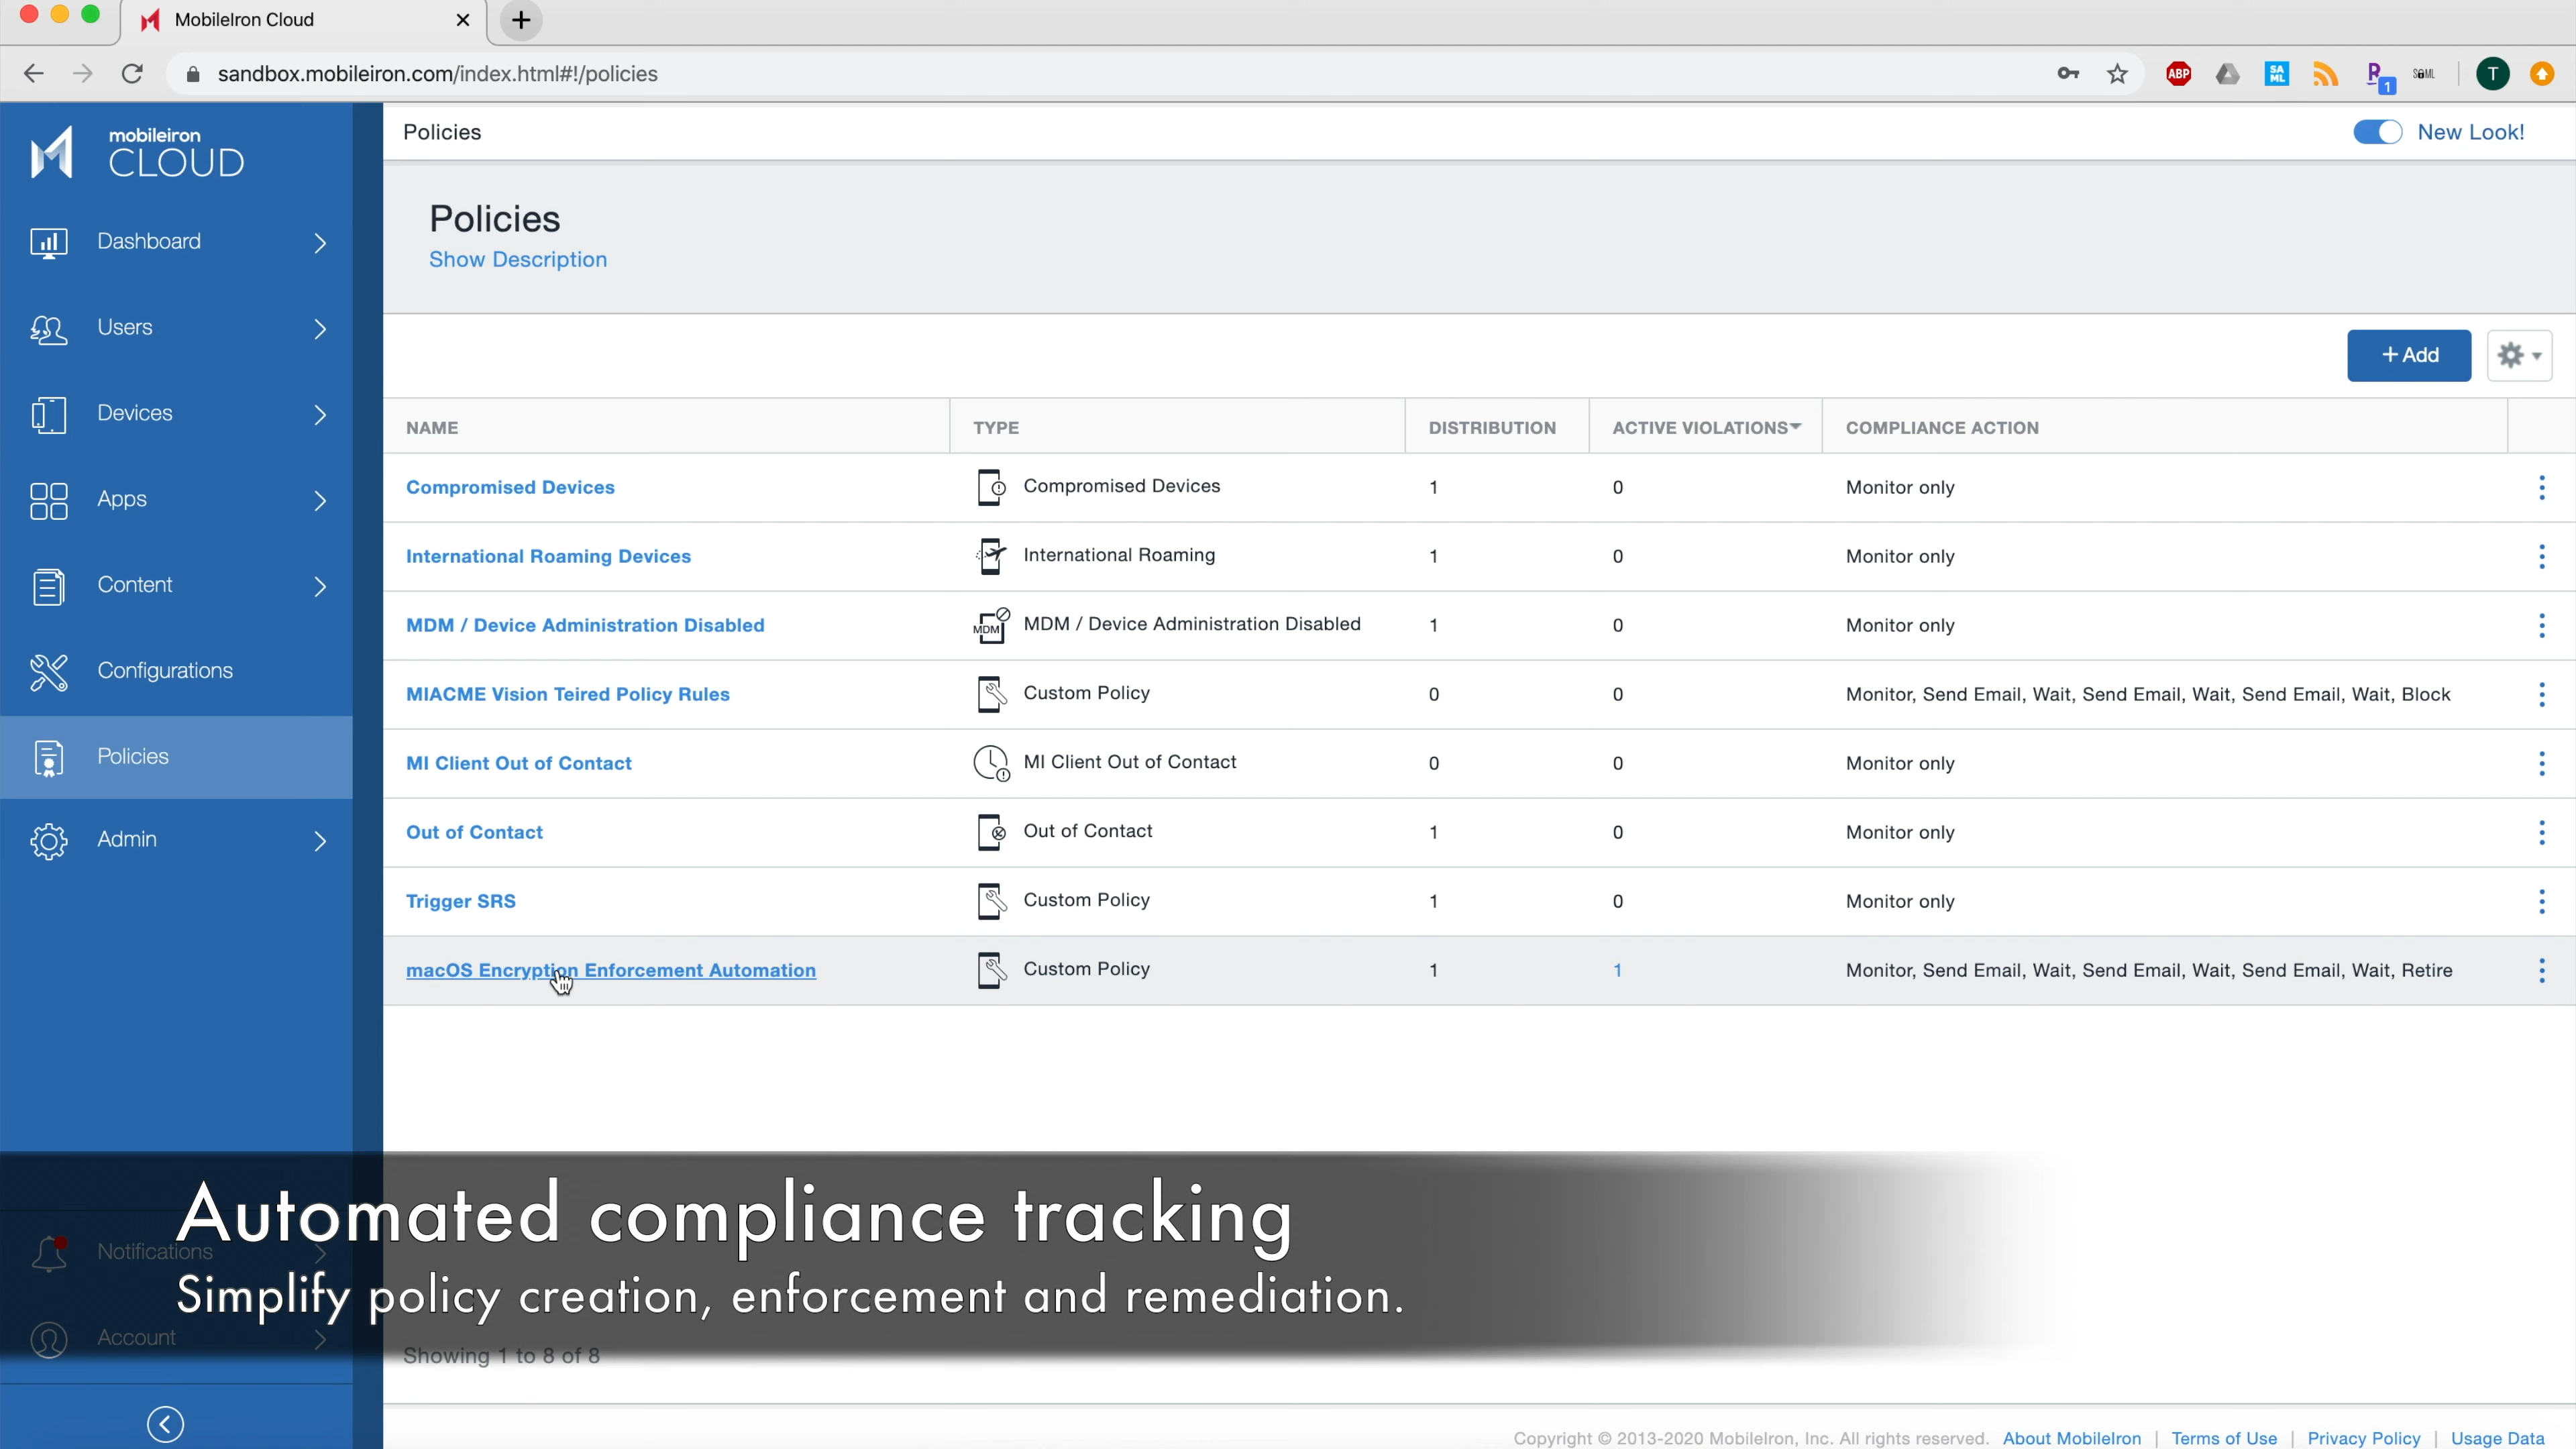 MobileIron Cloud
sandbox.mobileiron.com/index.html#!/policies
ABP
SA ML
1
SAML
T
mobileiron
CLOUD
Policies
New Look!
Dashboard
Users
Devices
Apps
Content
Configurations
Policies
Admin
Notifications
Account
Policies
Show Description
+ Add
NAME TYPE DISTRIBUTION ACTIVE VIOLATIONS COMPLIANCE ACTION
Compromised Devices Compromised Devices 1 0 Monitor only
International Roaming Devices International Roaming 1 0 Monitor only
MDM / Device Administration Disabled MDM MDM / Device Administration Disabled 1 0 Monitor only
MIACME Vision Teired Policy Rules Custom Policy 0 0 Monitor, Send Email, Wait, Send Email, Wait, Send Email, Wait, Block
MI Client Out of Contact MI Client Out of Contact 0 0 Monitor only
Out of Contact Out of Contact 1 0 Monitor only
Trigger SRS Custom Policy 1 0 Monitor only
macOS Encryption Enforcement Automation Custom Policy 1 1 Monitor, Send Email, Wait, Send Email, Wait, Send Email, Wait, Retire
Automated compliance tracking
Simplify policy creation, enforcement and remediation.
Showing 1 to 8 of 8
Copyright © 2013-2020 MobileIron, Inc. All rights reserved. About MobileIron | Terms of Use | Privacy Policy | Usage Data